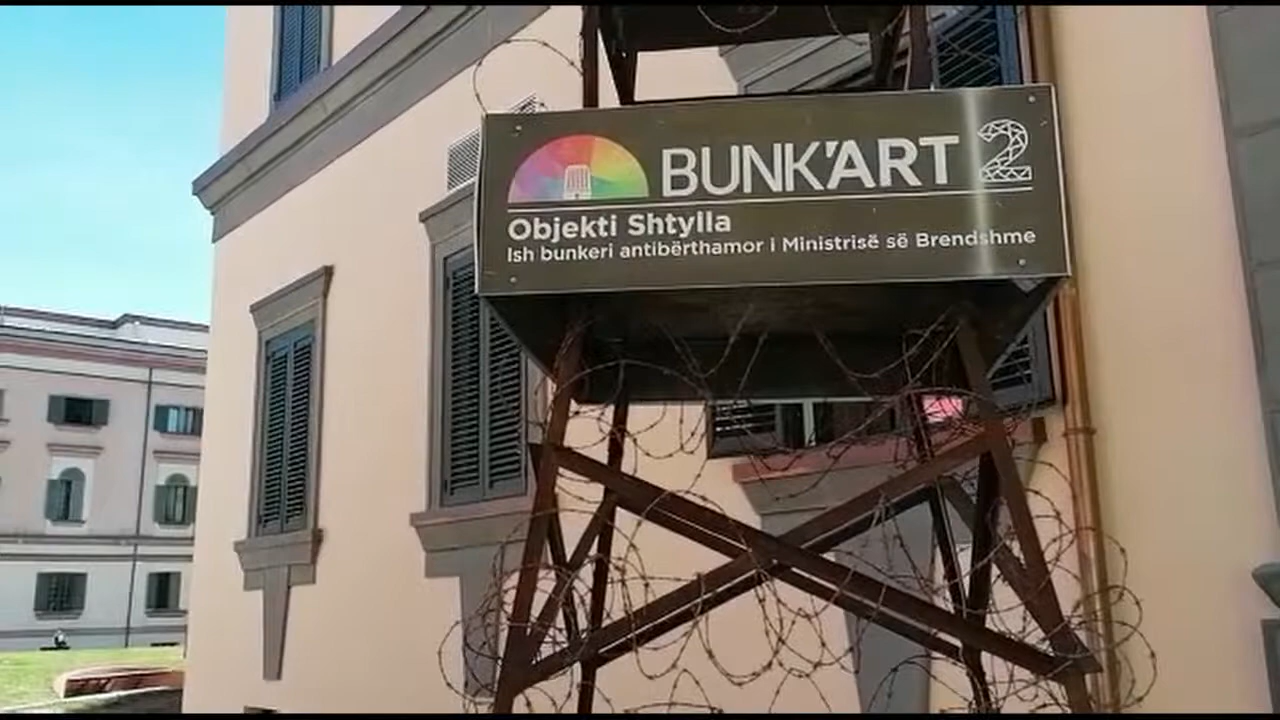 BUNK'ART 2
Objekti Shtylla
Ish bunkeri antibërthamor i Ministrisë së Brendshme